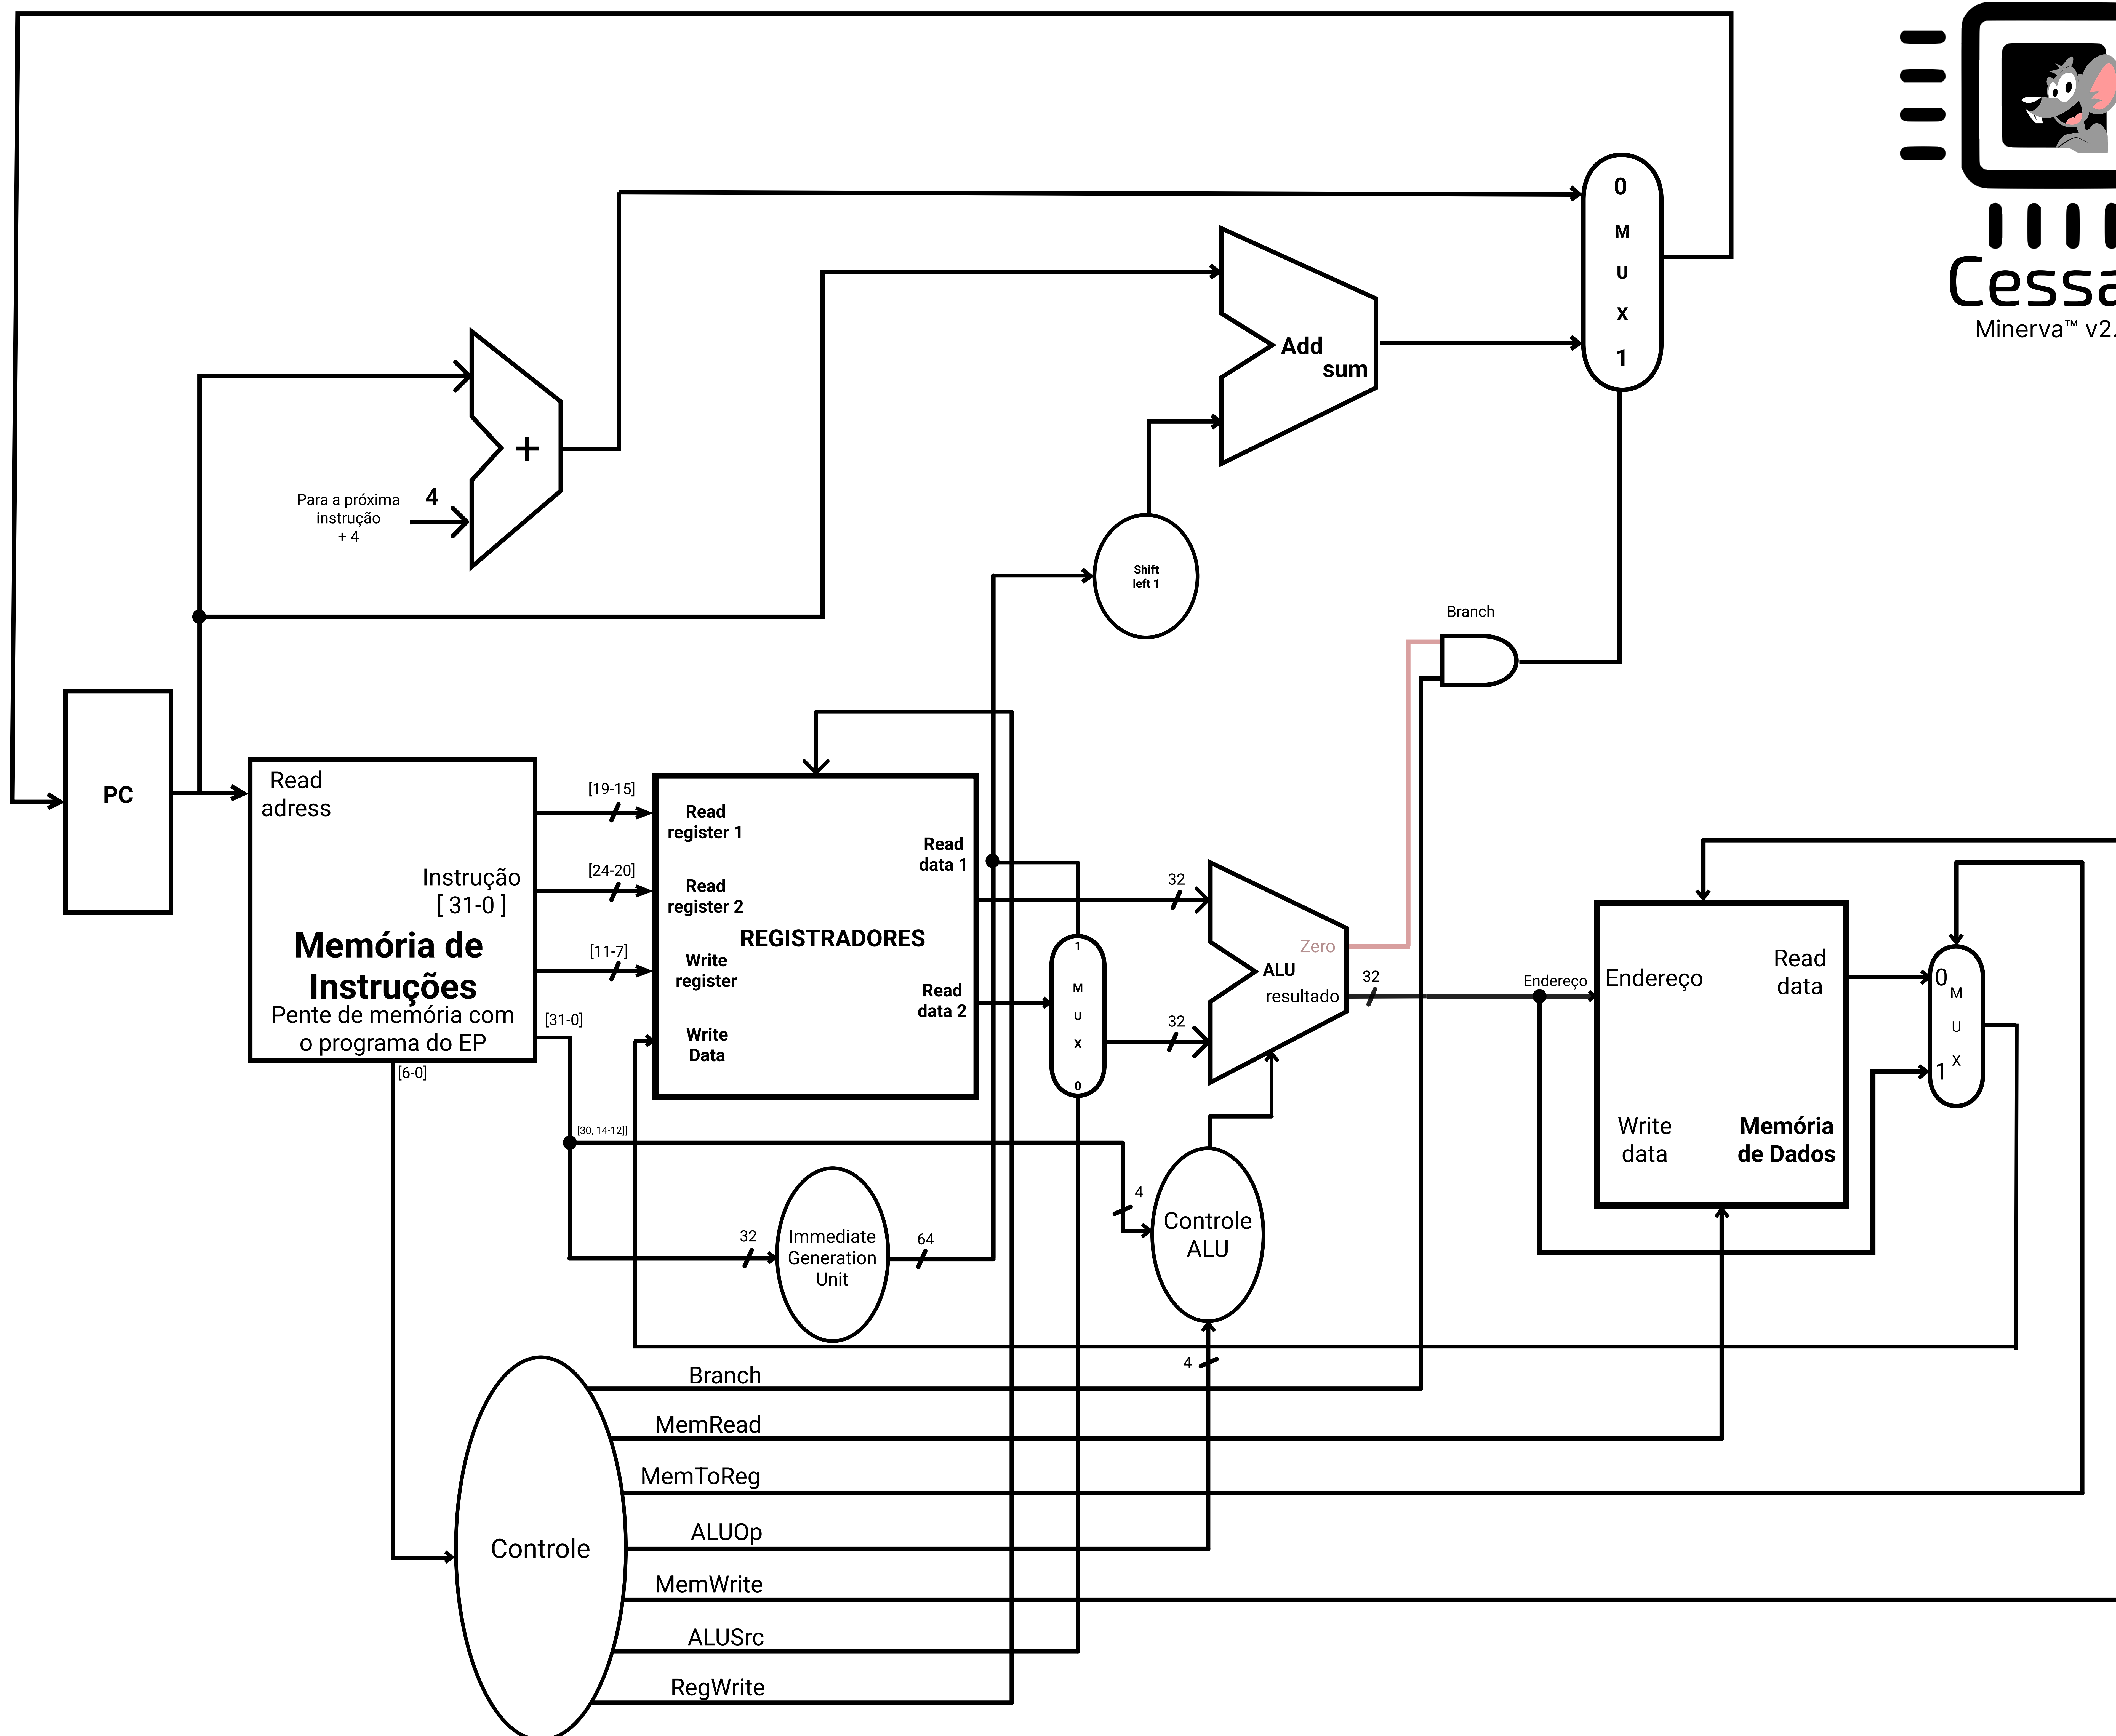 Cessa
Minerva™ v2.
0
M
U
X
1
Add
sum
+
Para a próxima
instrução
+ 4
4
Shift
left 1
Branch
PC
Read
adress
Instrução
[ 31-0 ]
Memória de
Instruções
Pente de memória com
o programa do EP
[19-15]
[24-20]
[11-7]
[31-0]
[6-0]
Read
register 1
Read
register 2
Write
register
Write
Data
REGISTRADORES
Read
data 1
Read
data 2
1
M
U
X
0
32
32
Zero
ALU
resultado
32
Endereço
Endereço
Read
data
Write
data
Memória
de Dados
0
M
U
X
1
[30, 14-12]]
4
Controle
ALU
32
Immediate
Generation
Unit
64
4
Controle
Branch
MemRead
MemToReg
ALUOp
MemWrite
ALUSrc
RegWrite